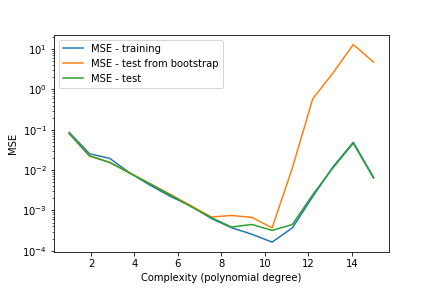 MSE - training
MSE - test from bootstrap
MSE - test
MSE
10¹
10⁰
10⁻¹
10⁻²
10⁻³
10⁻⁴
2 4 6 8 10 12 14
Complexity (polynomial degree)